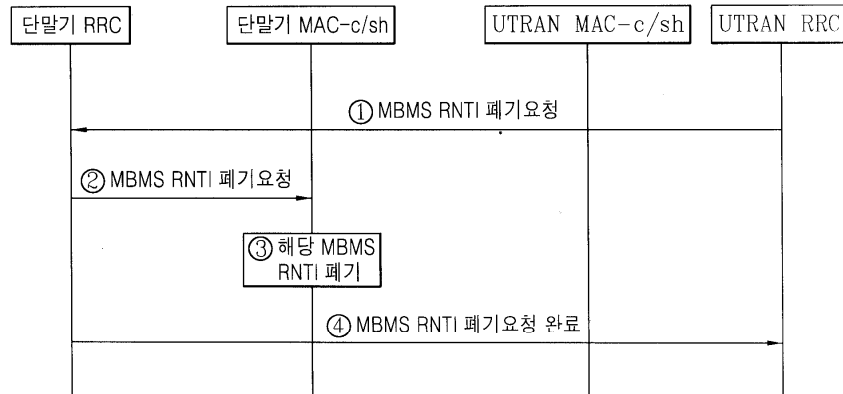 단말기 RRC
단말기 MAC-c/sh
UTRAN MAC-c/sh
UTRAN RRC
① MBMS RNTI 폐기요청
② MBMS RNTI 폐기요청
③ 해당 MBMS
RNTI 폐기
④ MBMS RNTI 폐기요청 완료